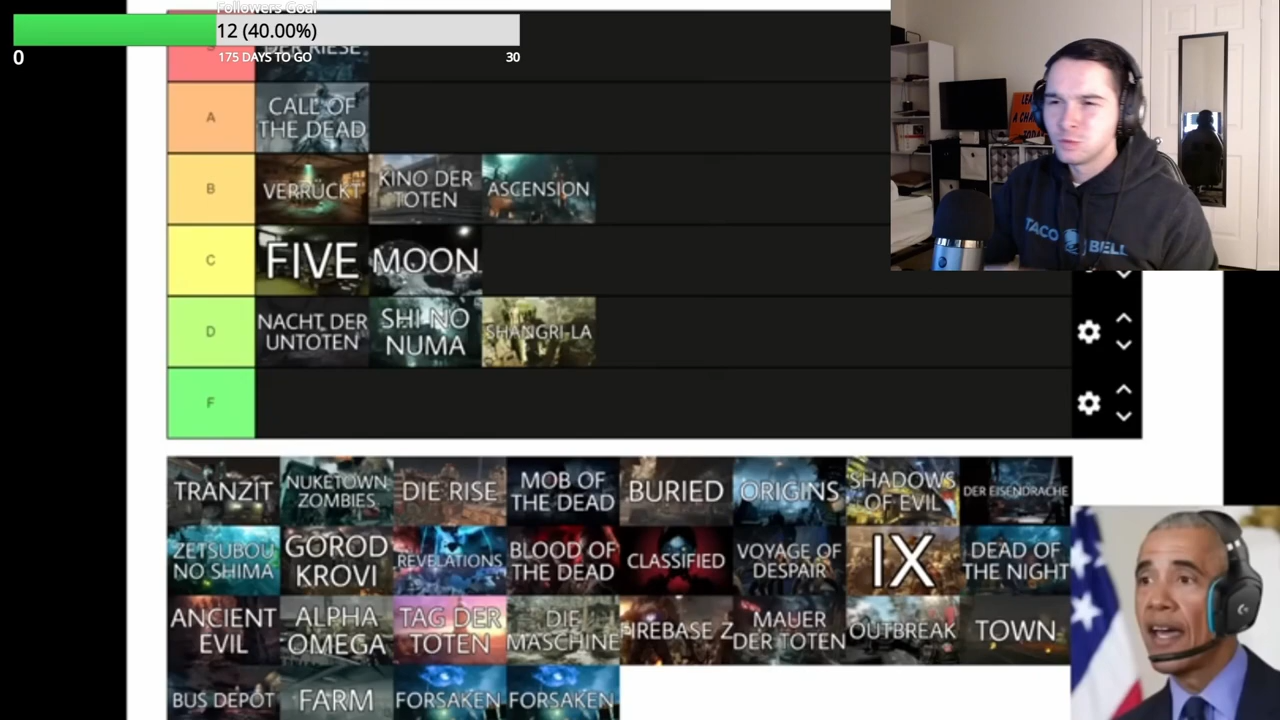 Followers Goal
12 (40.00%)
0
175 DAYS TO GO
30
S
DER RIESE
A
CALL OF
THE DEAD
B
VERRÜCKT
KINO DER
TOTEN
ASCENSION
C
FIVE
MOON
D
NACHT DER
UNTOTEN
SHI NO
NUMA
SHANGRI-LA
F
TRANZIT
NUKETOWN
ZOMBIES
DIE RISE
MOB OF
THE DEAD
BURIED
ORIGINS
SHADOWS
OF EVIL
DER EISENDRACHE
ZETSUBOU
NO SHIMA
GOROD
KROVI
REVELATIONS
BLOOD OF
THE DEAD
CLASSIFIED
VOYAGE OF
DESPAIR
IX
DEAD OF
THE NIGHT
ANCIENT
EVIL
ALPHA
OMEGA
TAG DER
TOTEN
DIE
MASCHINE
FIREBASE Z
MAUER
DER TOTEN
OUTBREAK
TOWN
BUS DEPOT
FARM
FORSAKEN
FORSAKEN
TACO BELL